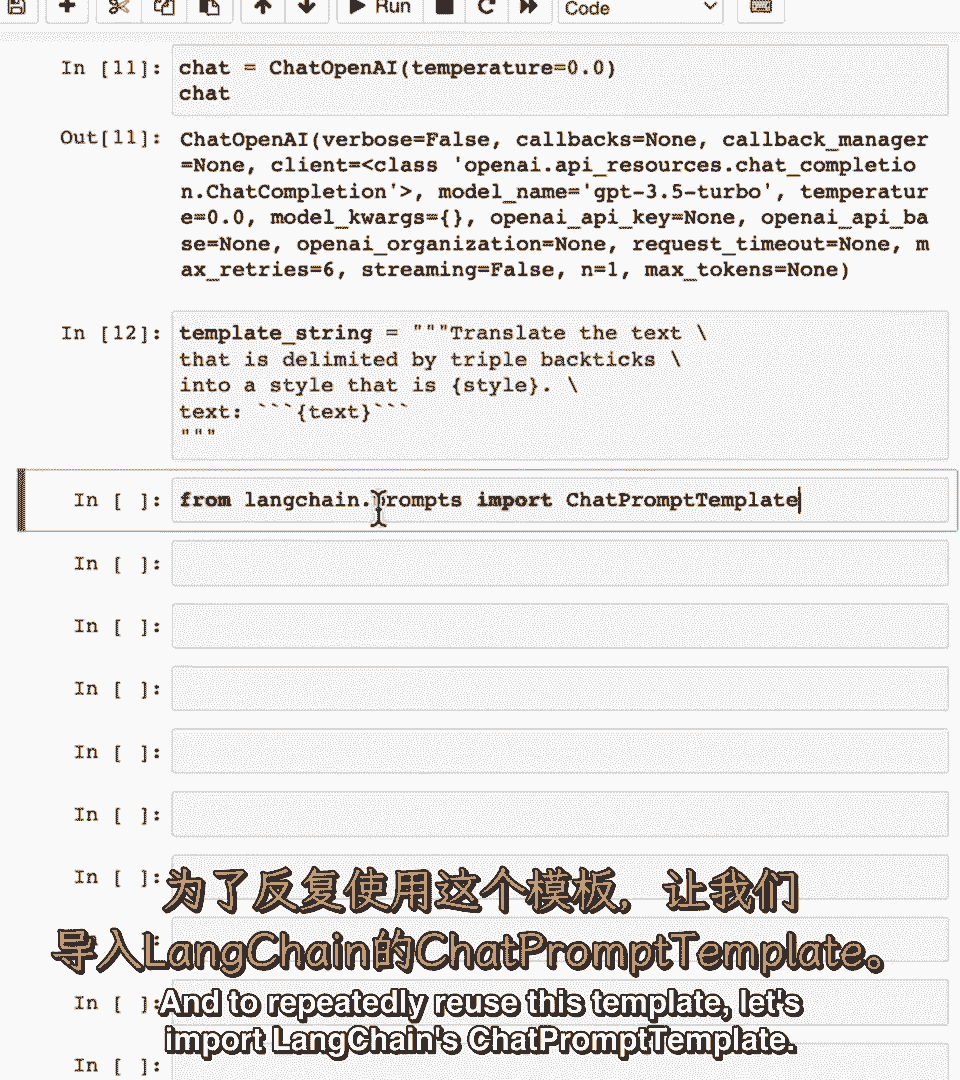 Run
Code
In [11]: chat = ChatOpenAI(temperature=0.0)
chat
Out[11]: ChatOpenAI(verbose=False, callbacks=None, callback_manager
=None, client=<class 'openai.api_resources.chat_completio
n.ChatCompletion'>, model_name='gpt-3.5-turbo', temperatur
e=0.0, model_kwargs={}, openai_api_key=None, openai_api_ba
se=None, openai_organization=None, request_timeout=None, m
ax_retries=6, streaming=False, n=1, max_tokens=None)
In [12]: template_string = """Translate the text \
that is delimited by triple backticks \
into a style that is {style}. \
text: ```{text}```
"""
In [ ]: from langchain.prompts import ChatPromptTemplate
In [ ]:
In [ ]:
In [ ]:
In [ ]:
In [ ]:
In [ ]:
为了反复使用这个模板，让我们
导入LangChain的ChatPromptTemplate。
In [ ]:
And to repeatedly reuse this template, let's
import LangChain's ChatPromptTemplate.
In [ ]: